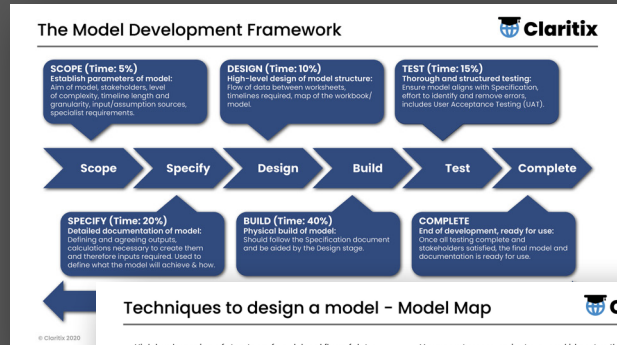 The Model Development Framework
Claritix
SCOPE (Time: 5%)
Establish parameters of model:
Aim of model, stakeholders, level
of complexity, timeline length and
granularity, input/assumption sources,
specialist requirements.
DESIGN (Time: 10%)
High-level design of model structure:
Flow of data between worksheets,
timelines required, map of the workbook/
model.
TEST (Time: 15%)
Thorough and structured testing:
Ensure model aligns with Specification,
effort to identify and remove errors,
includes User Acceptance Testing (UAT).
Scope
Specify
Design
Build
Test
Complete
SPECIFY (Time: 20%)
Detailed documentation of model:
Defining and agreeing outputs,
calculations necessary to create them
and therefore inputs required. Used to
define what the model will achieve & how.
BUILD (Time: 40%)
Physical build of model:
Should follow the Specification document
and be aided by the Design stage.
COMPLETE
End of development, ready for use:
Once all testing complete and
stakeholders satisfied, the final model and
documentation is ready for use.
© Claritix 2020
Techniques to design a model - Model Map
C